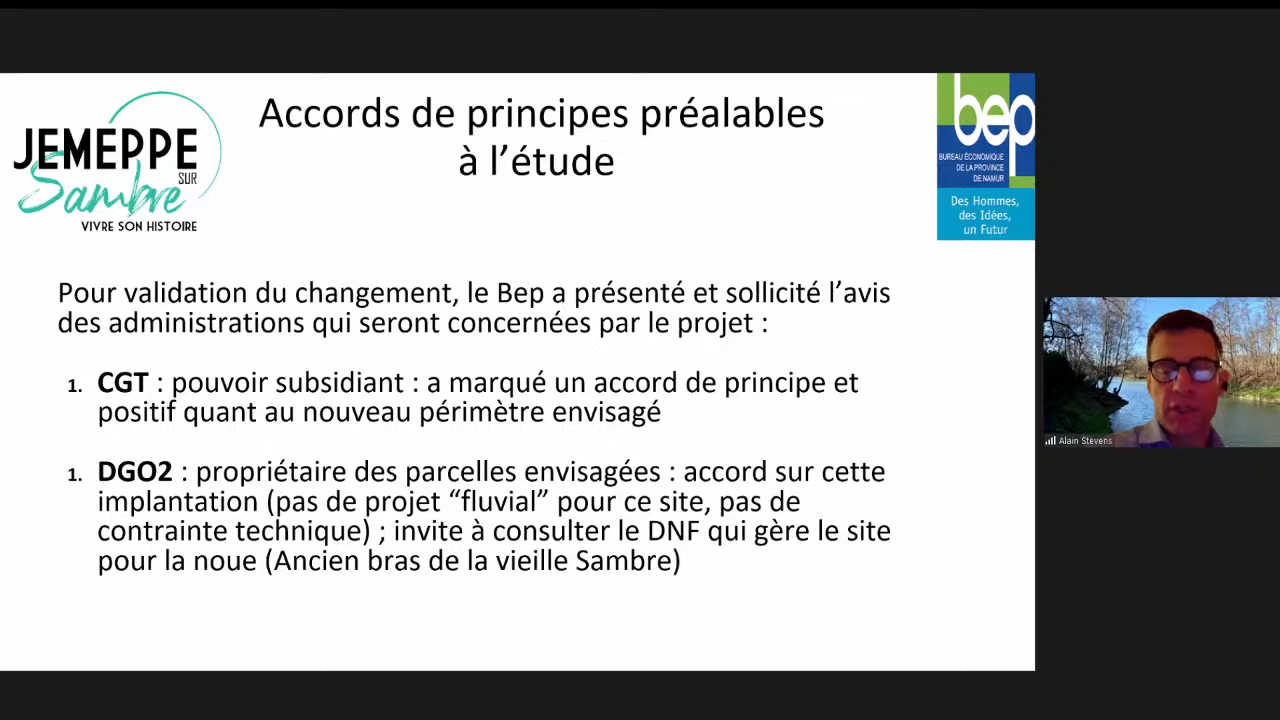 JEMEPPE
SUR
Sambre
VIVRE SON HISTOIRE
Accords de principes préalables
à l’étude
bep
BUREAU ÉCONOMIQUE
DE LA PROVINCE
DE NAMUR
Des Hommes,
des Idées,
un Futur
Pour validation du changement, le Bep a présenté et sollicité l’avis
des administrations qui seront concernées par le projet :
1. CGT : pouvoir subsidiant : a marqué un accord de principe et
positif quant au nouveau périmètre envisagé
1. DGO2 : propriétaire des parcelles envisagées : accord sur cette
implantation (pas de projet “fluvial” pour ce site, pas de
contrainte technique) ; invite à consulter le DNF qui gère le site
pour la noue (Ancien bras de la vieille Sambre)
Alain Stevens